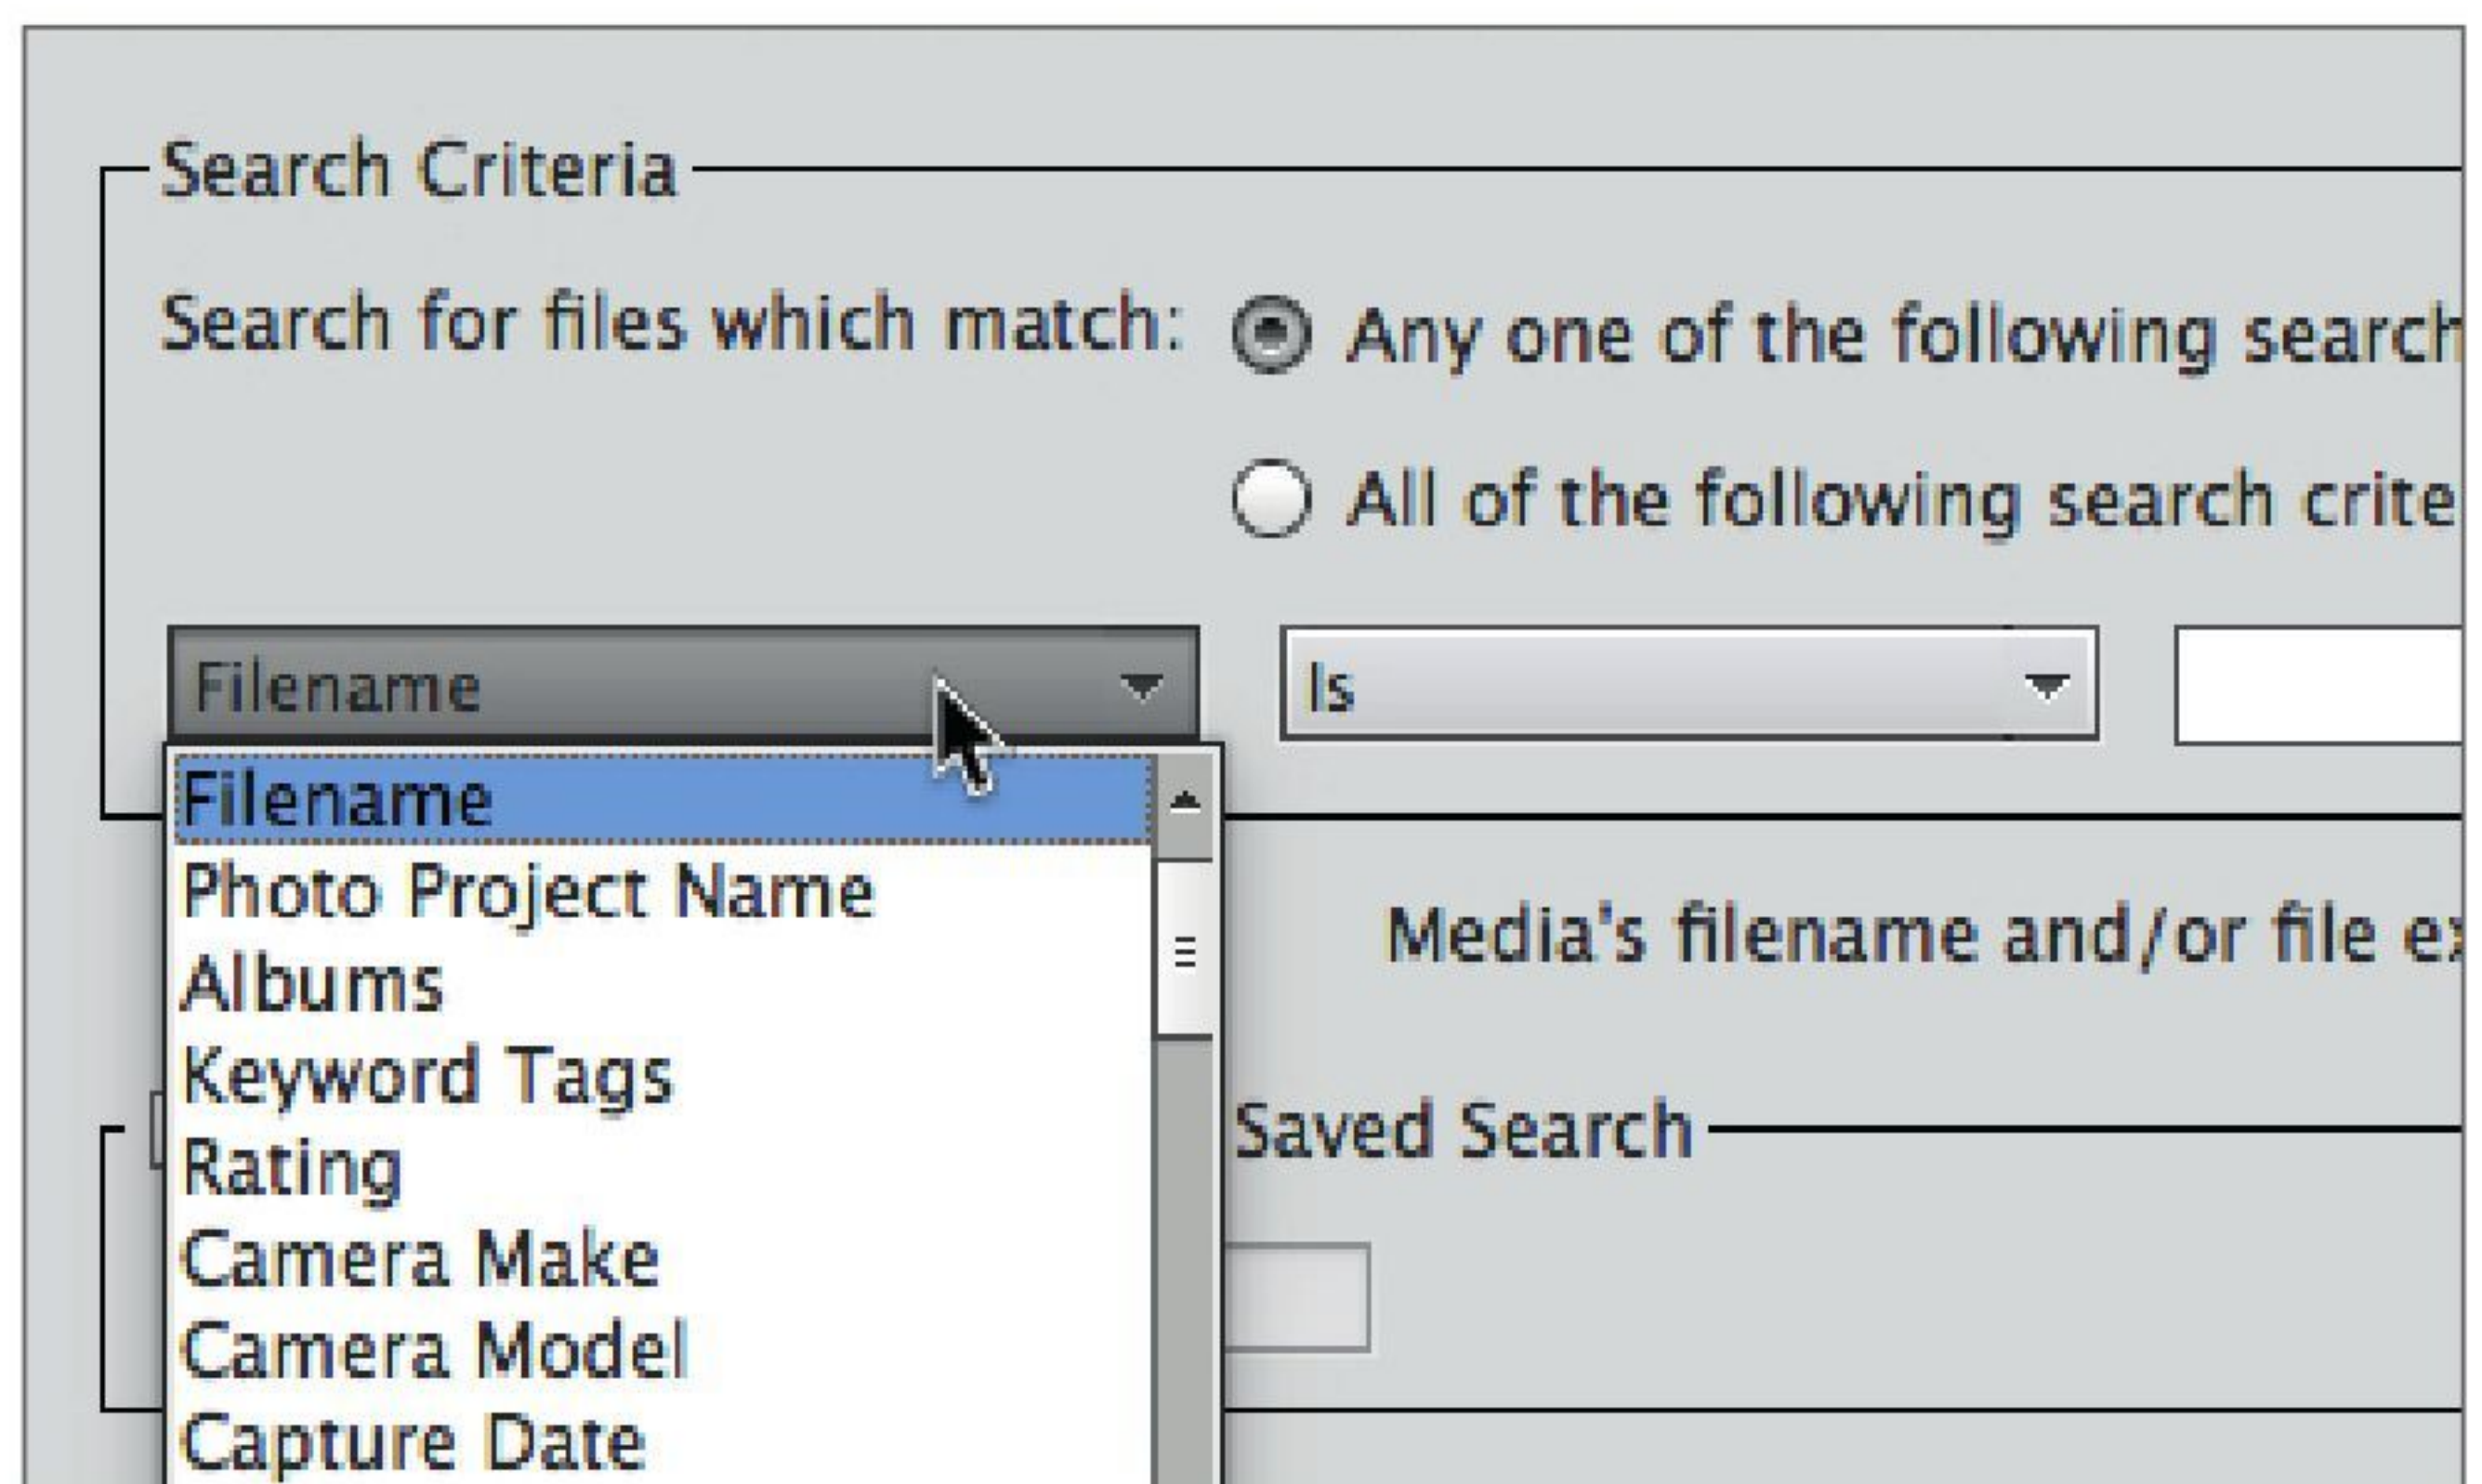 Search Criteria
Search for files which match:
Any one of the following search
All of the following search crite
Filename
Is
Filename
Photo Project Name
Albums
Keyword Tags
Rating
Camera Make
Camera Model
Capture Date
Media's filename and/or file
Saved Search